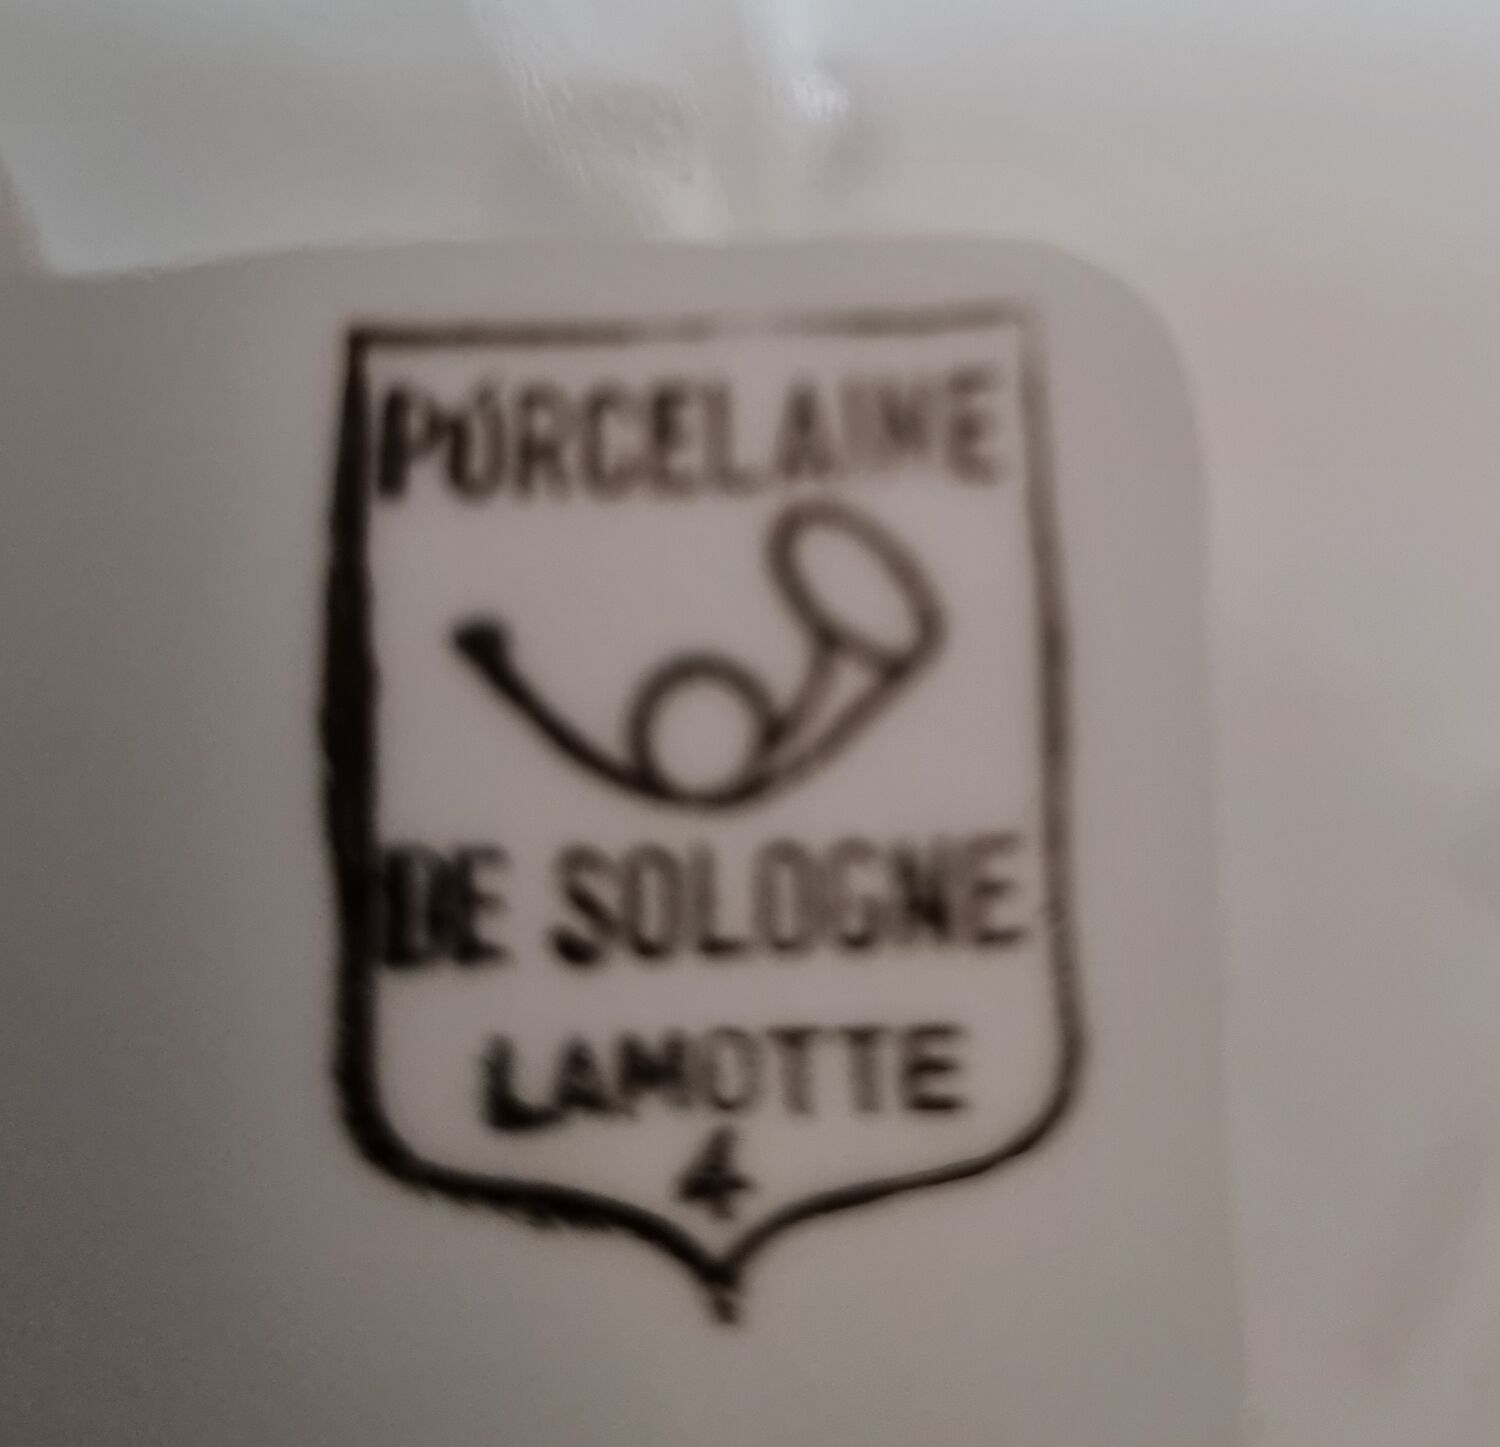 PORCELAINE
DE SOLOGNE
LAMOTTE
4